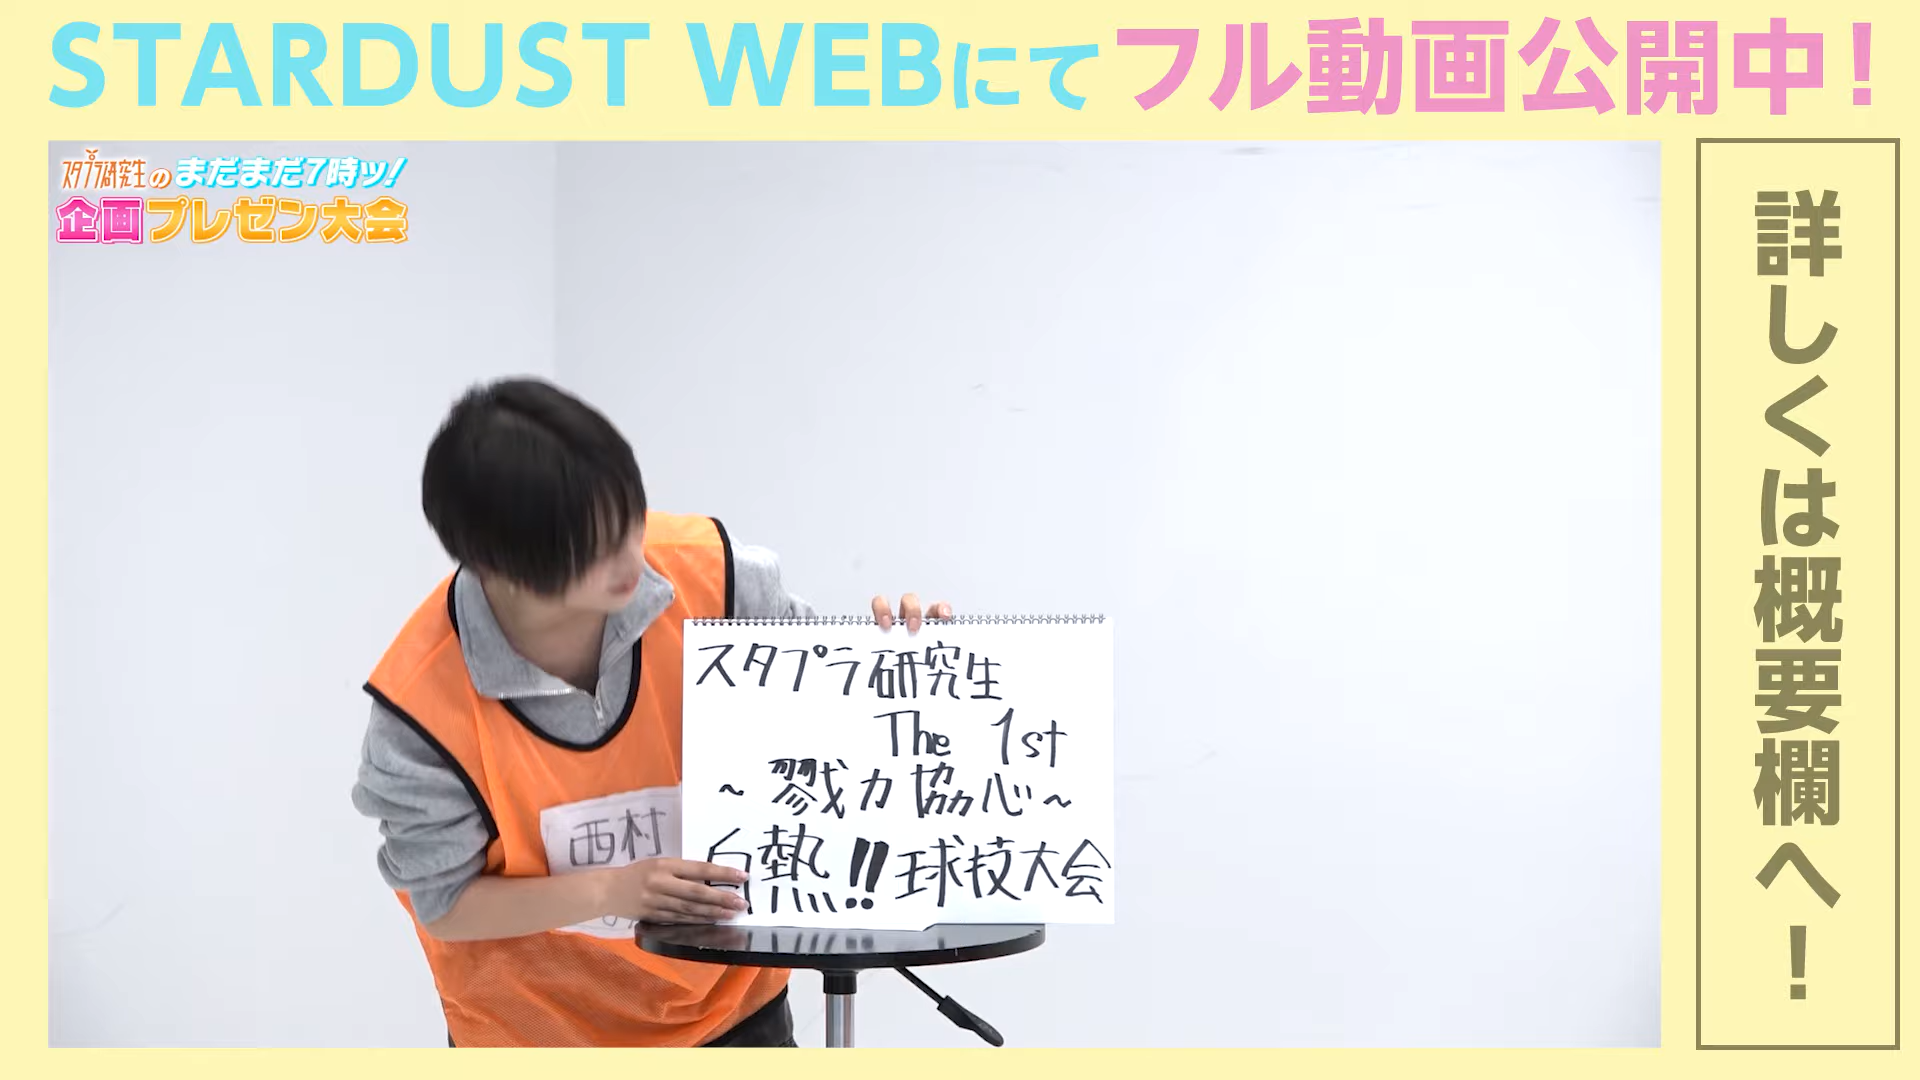 STARDUST WEBにてフル動画公開中!
スタプラ研究生のまだまだ7時ッ!
企画プレゼン大会
スタプラ研究生
The 1st
~戮力協心~
白熱!!球技大会
西村
詳しくは概要欄へ!